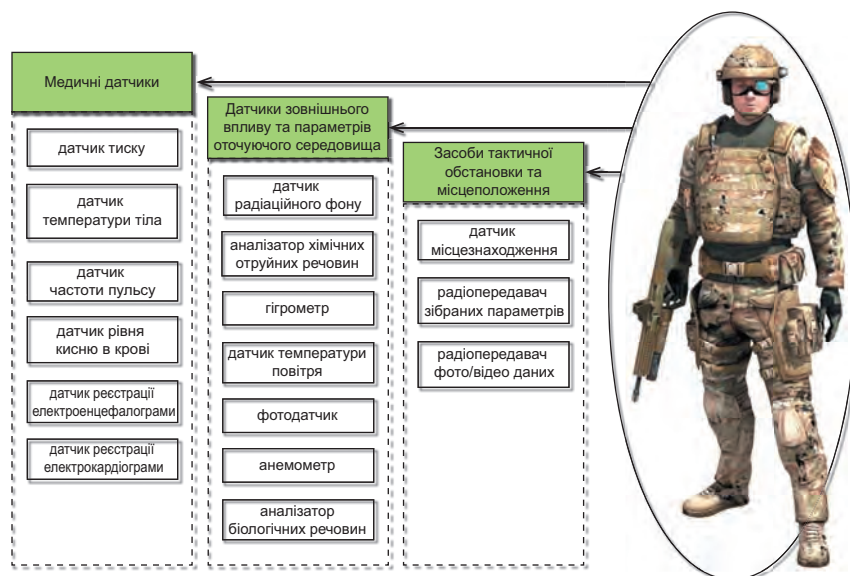 Медичні датчики
датчик тиску
датчик
температури тіла
датчик
частоти пульсу
датчик рівня
кисню в крові
датчик реєстрації
електроенцефалограми
датчик реєстрації
електрокардіограми
Датчики зовнішнього
впливу та параметрів
оточуючого середовища
датчик
радіаційного фону
аналізатор хімічних
отруйних речовин
гігрометр
датчик температури
повітря
фотодатчик
анемометр
аналізатор
біологічних речовин
Засоби тактичної
обстановки та
місцеположення
датчик
місцезнаходження
радіопередавач
зібраних параметрів
радіопередавач
фото/відео даних